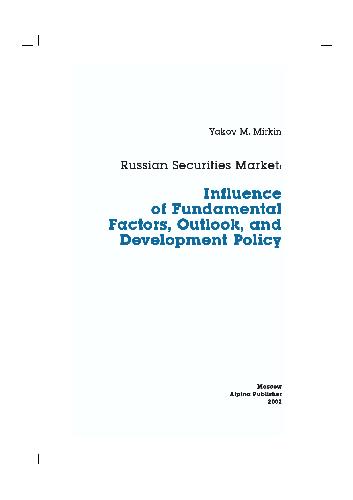 Yakov M. Mirkin
Russian Securities Market:
Influence
of Fundamental
Factors, Outlook, and
Development Policy
Moscow
Alpina Publisher
2002